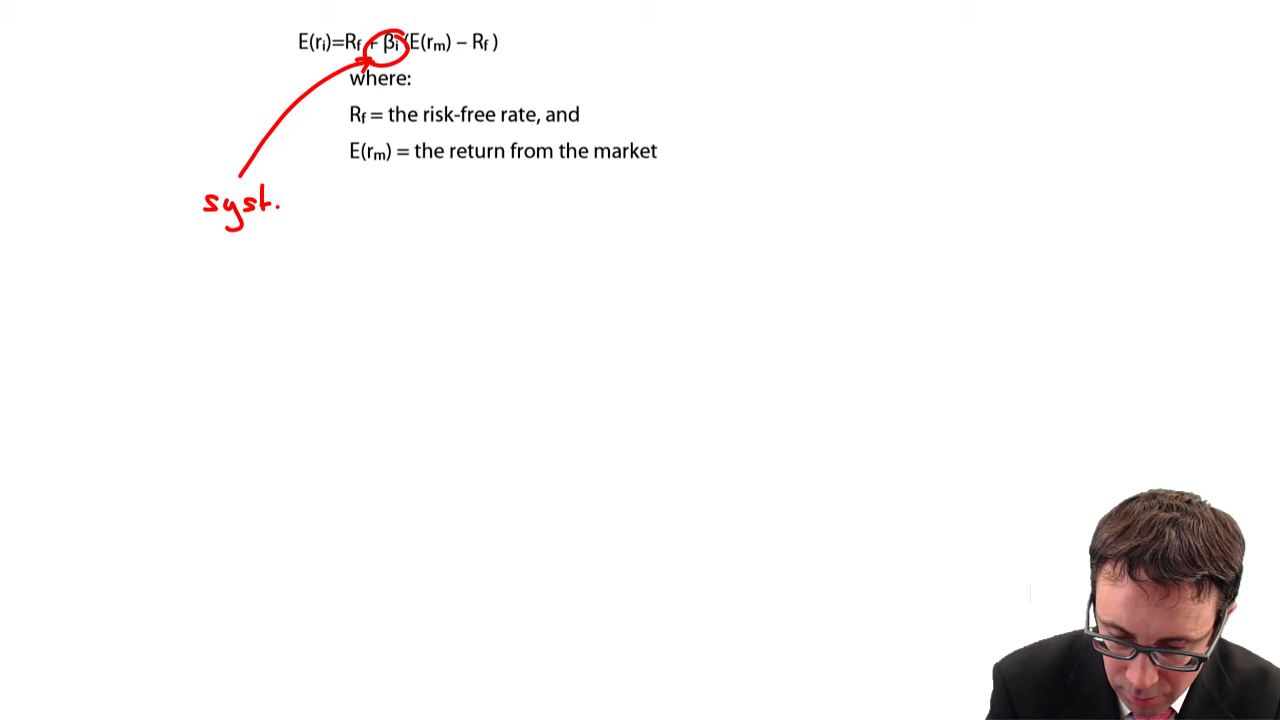 E(ri)=Rf + βi(E(rm) – Rf )
where:
Rf = the risk-free rate, and
E(rm) = the return from the market
syst.